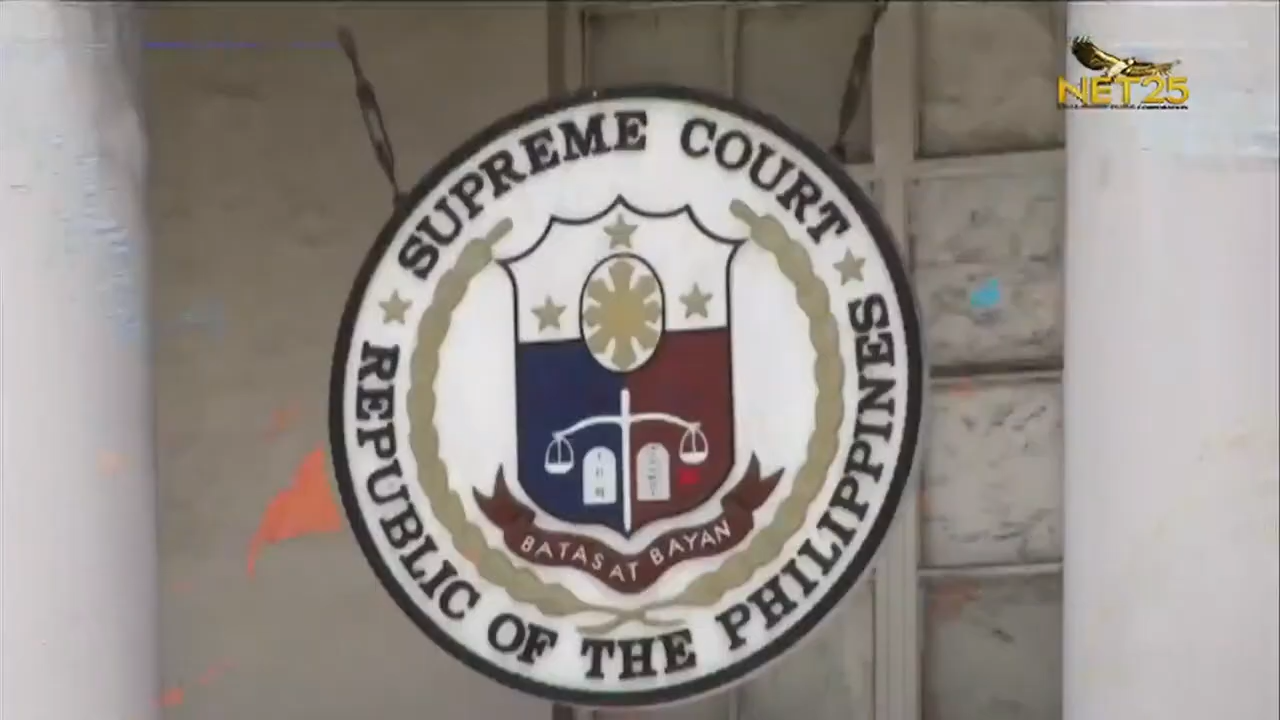 NET25
SUPREME COURT
REPUBLIC OF THE PHILIPPINES
BATAS AT BAYAN